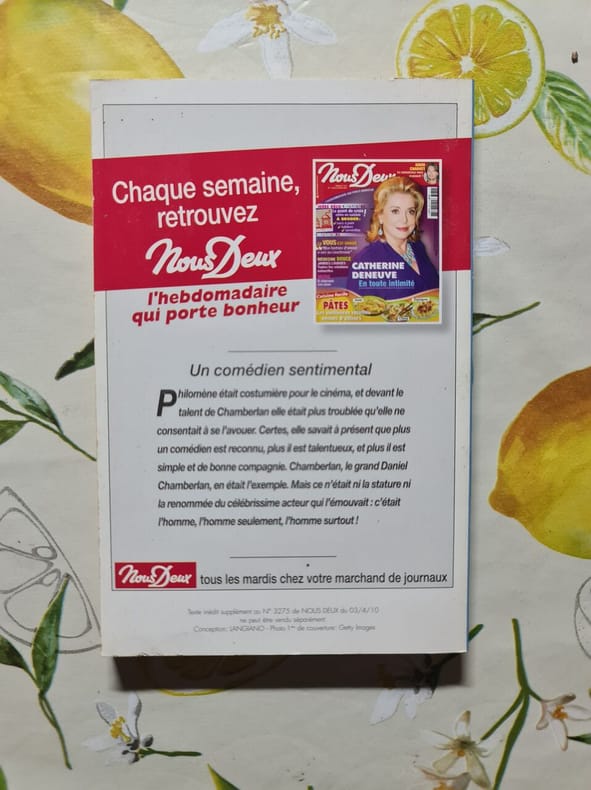 Chaque semaine,
retrouvez
Nous Deux
l'hebdomadaire
qui porte bonheur
Nous Deux
CATHERINE
DENEUVE
En toute intimité
PÂTES
Un comédien sentimental
Philomène était costumière pour le cinéma, et devant le
talent de Chamberlan elle était plus troublée qu'elle ne
consentait à se l'avouer. Certes, elle savait à présent que plus
un comédien est reconnu, plus il est talentueux, et plus il est
simple et de bonne compagnie. Chamberlan, le grand Daniel
Chamberlan, en était l'exemple. Mais ce n'était ni la stature ni
la renommée du célébrissime acteur qui l'émouvait : c'était
l'homme, l'homme seulement, l'homme surtout !
Nous Deux tous les mardis chez votre marchand de journaux
Texte inédit supplément au N° 3275 de NOUS DEUX du 03/4/10
ne peut être vendu séparément
Conception : LANGIANO - Photo 1ère de couverture : Getty Images